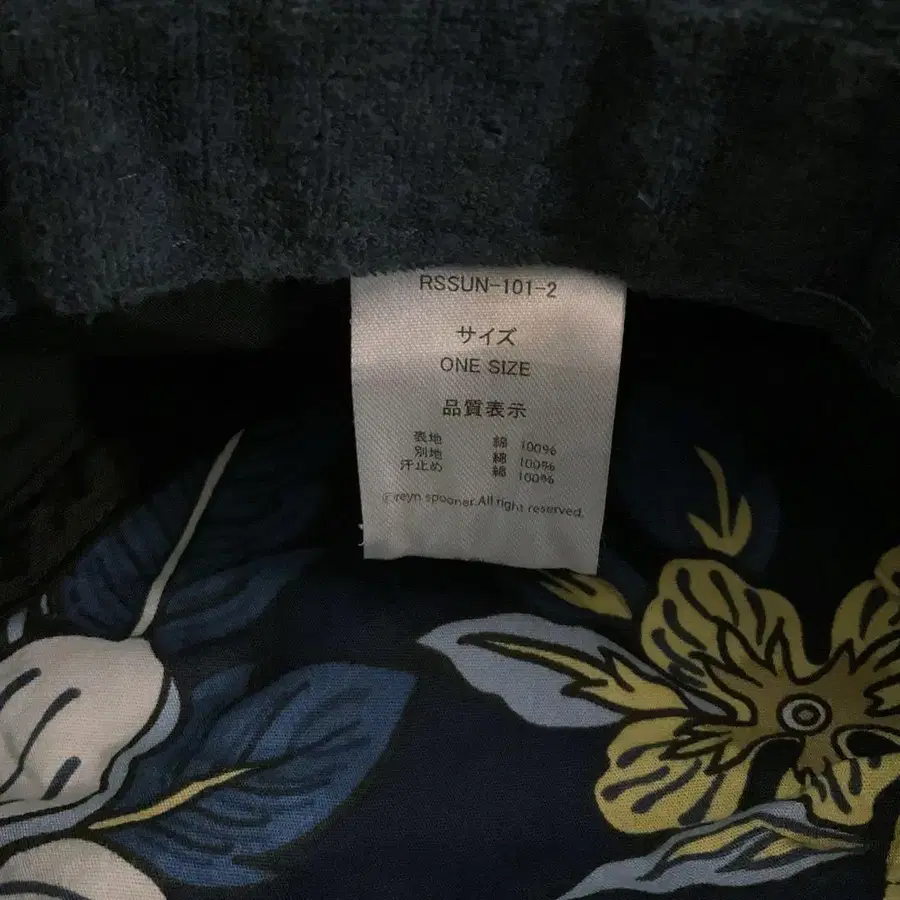 RSSUN-101-2
サイズ
ONE SIZE
品質表示
表地 綿 100%
別地 綿 100%
汗止め 綿 100%
©reyn spooner.All right reserved.